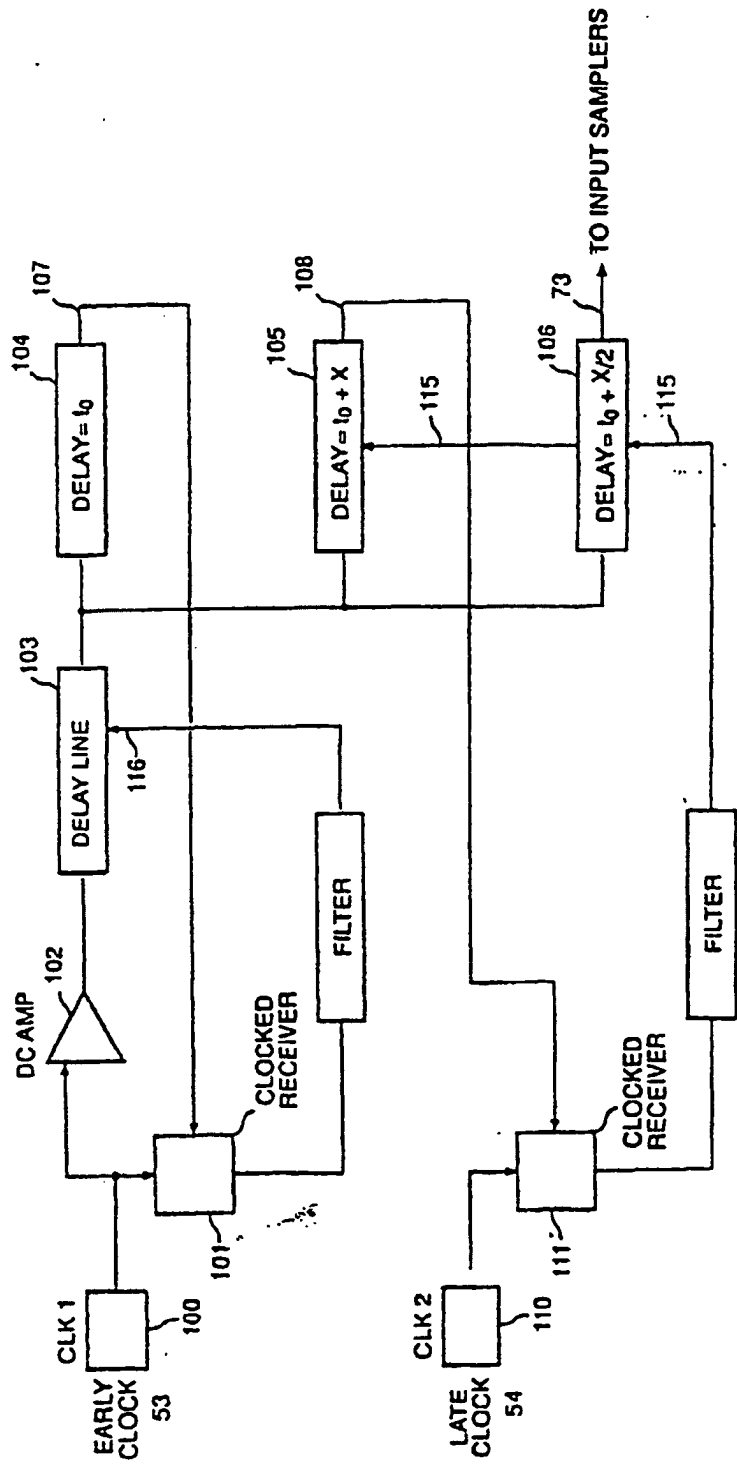 EARLY
CLOCK
53
CLK 1
100
DC AMP
102
103
DELAY LINE
116
104
DELAY= t₀
107
101
CLOCKED
RECEIVER
FILTER
105
DELAY= t₀ + X
108
115
106
DELAY= t₀ + X/2
73
TO INPUT SAMPLERS
115
LATE
CLOCK
54
CLK 2
110
111
CLOCKED
RECEIVER
FILTER